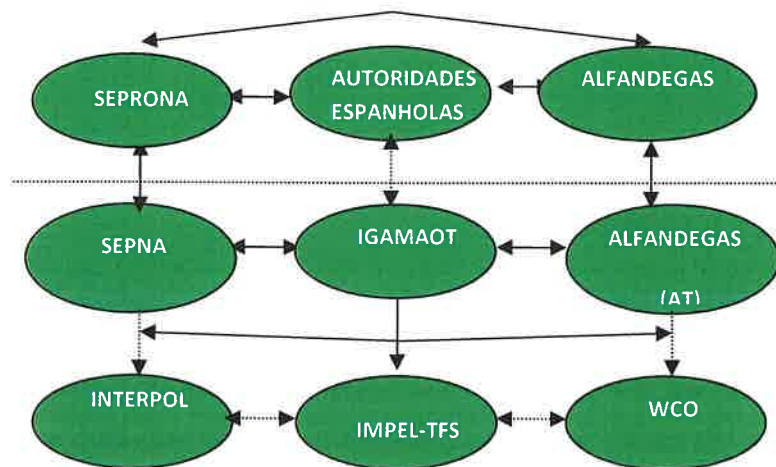 SEPRONA
AUTORIDADES
ESPANHOLAS
ALFANDEGAS
SEPNA
IGAMAOT
ALFANDEGAS
(AT)
INTERPOL
IMPEL-TFS
WCO